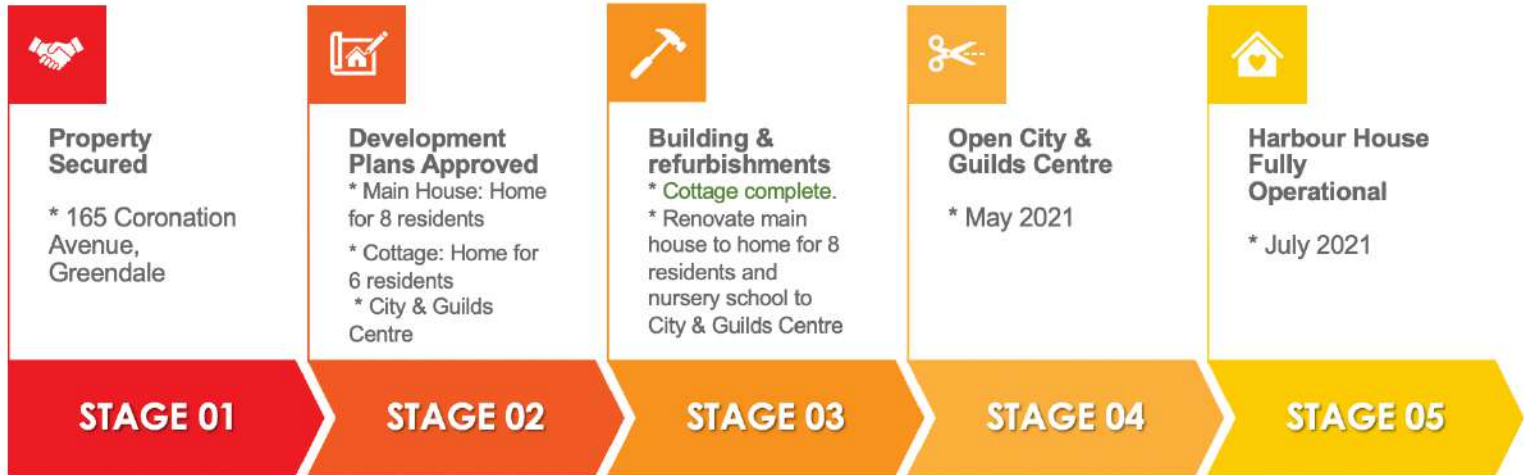 Property
Secured
* 165 Coronation
Avenue,
Greendale
Development
Plans Approved
* Main House: Home
for 8 residents
* Cottage: Home for
6 residents
* City & Guilds
Centre
Building &
refurbishments
* Cottage complete.
* Renovate main
house to home for 8
residents and
nursery school to
City & Guilds Centre
Open City &
Guilds Centre
* May 2021
Harbour House
Fully
Operational
* July 2021
STAGE 01
STAGE 02
STAGE 03
STAGE 04
STAGE 05